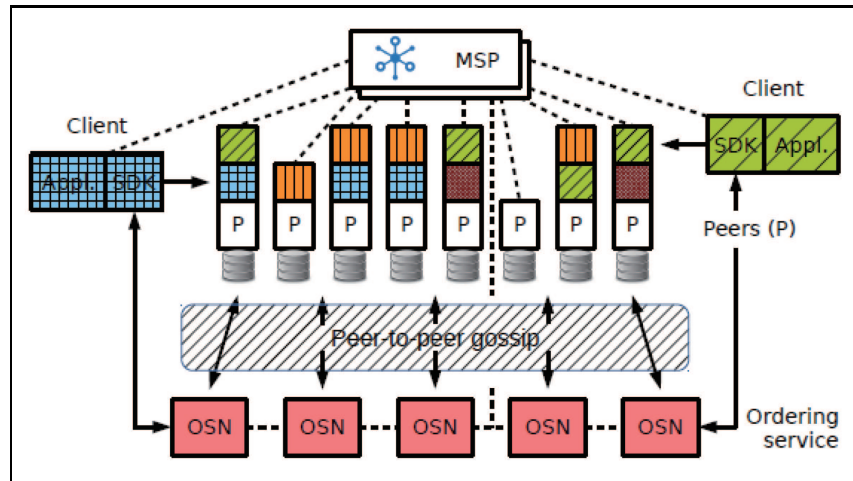 MSP
Client
Client
Appl. SDK
SDK Appl.
P P P P P P P P
Peers (P)
Peer-to-peer gossip
OSN OSN OSN OSN OSN
Ordering
service